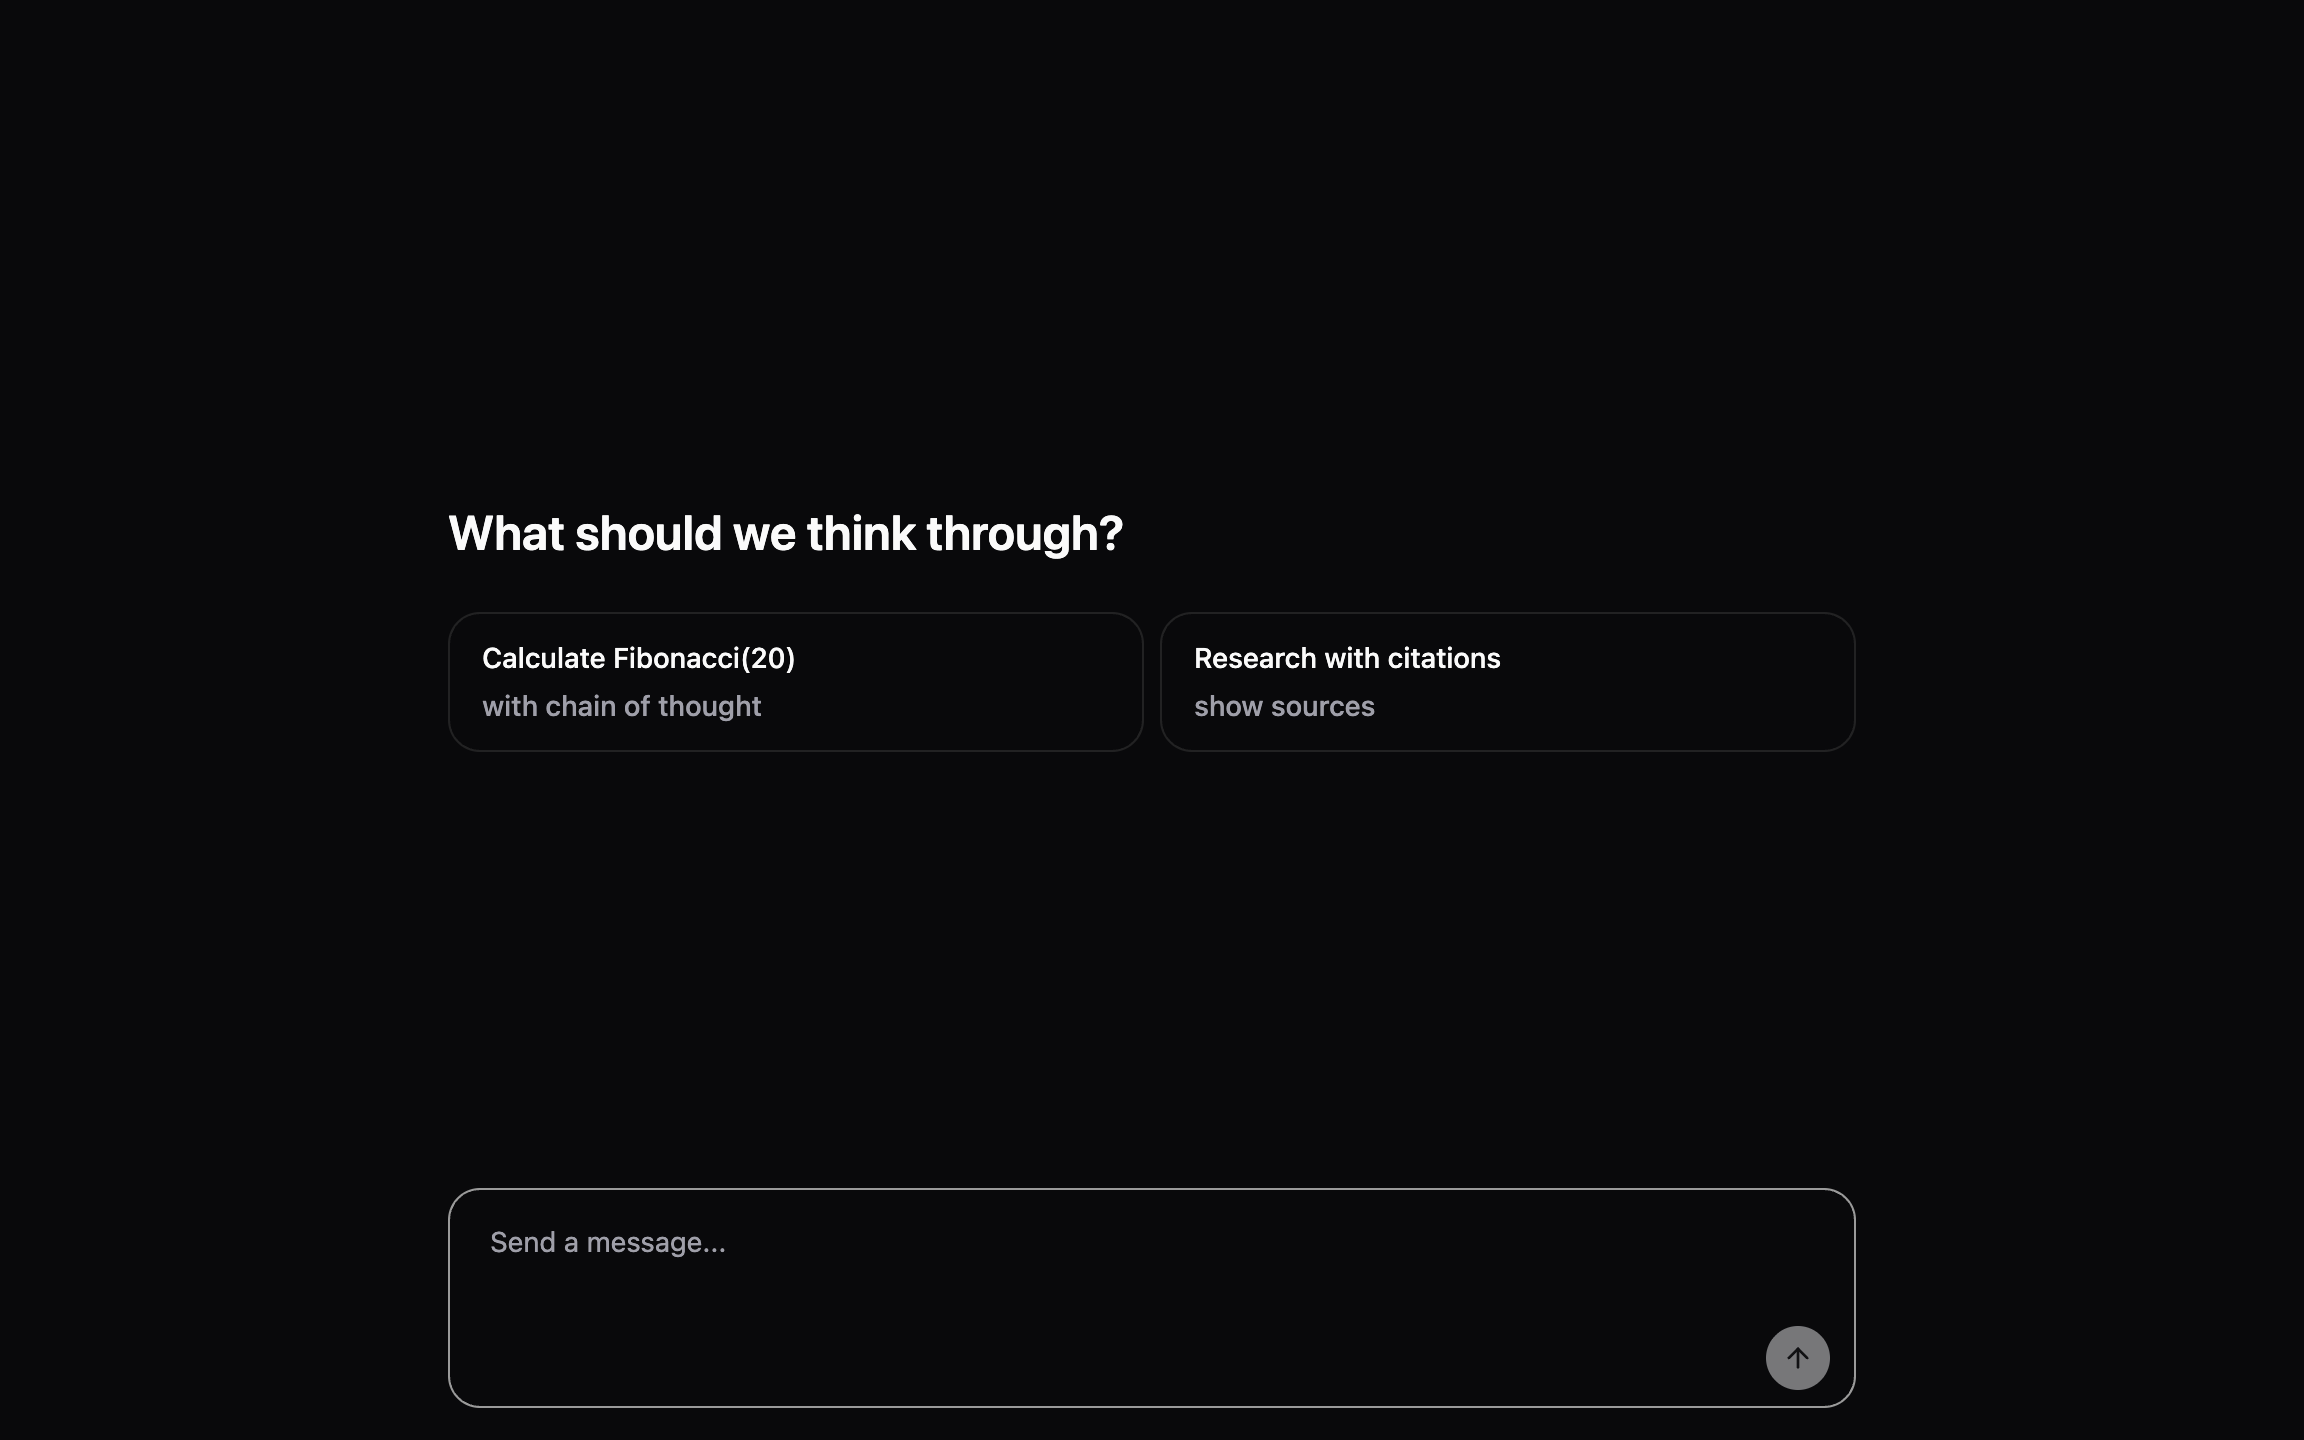 What should we think through?
Calculate Fibonacci(20)
with chain of thought
Research with citations
show sources
Send a message...